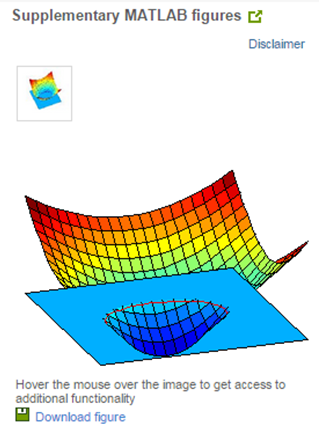 Supplementary MATLAB figures
Disclaimer
Hover the mouse over the image to get access to
additional functionality
Download figure